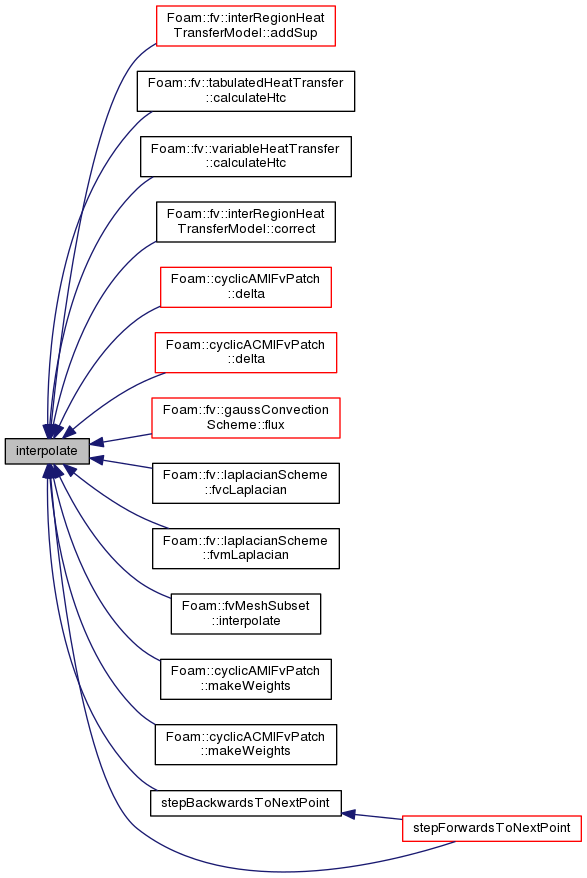 Foam::fv::interRegionHeat
TransferModel::addSup
Foam::fv::tabulatedHeatTransfer
::calculateHtc
Foam::fv::variableHeatTransfer
::calculateHtc
Foam::fv::interRegionHeat
TransferModel::correct
Foam::cyclicAMIFvPatch
::delta
Foam::cyclicACMIFvPatch
::delta
Foam::fv::gaussConvection
Scheme::flux
interpolate
Foam::fv::laplacianScheme
::fvcLaplacian
Foam::fv::laplacianScheme
::fvmLaplacian
Foam::fvMeshSubset
::interpolate
Foam::cyclicAMIFvPatch
::makeWeights
Foam::cyclicACMIFvPatch
::makeWeights
stepBackwardsToNextPoint
stepForwardsToNextPoint